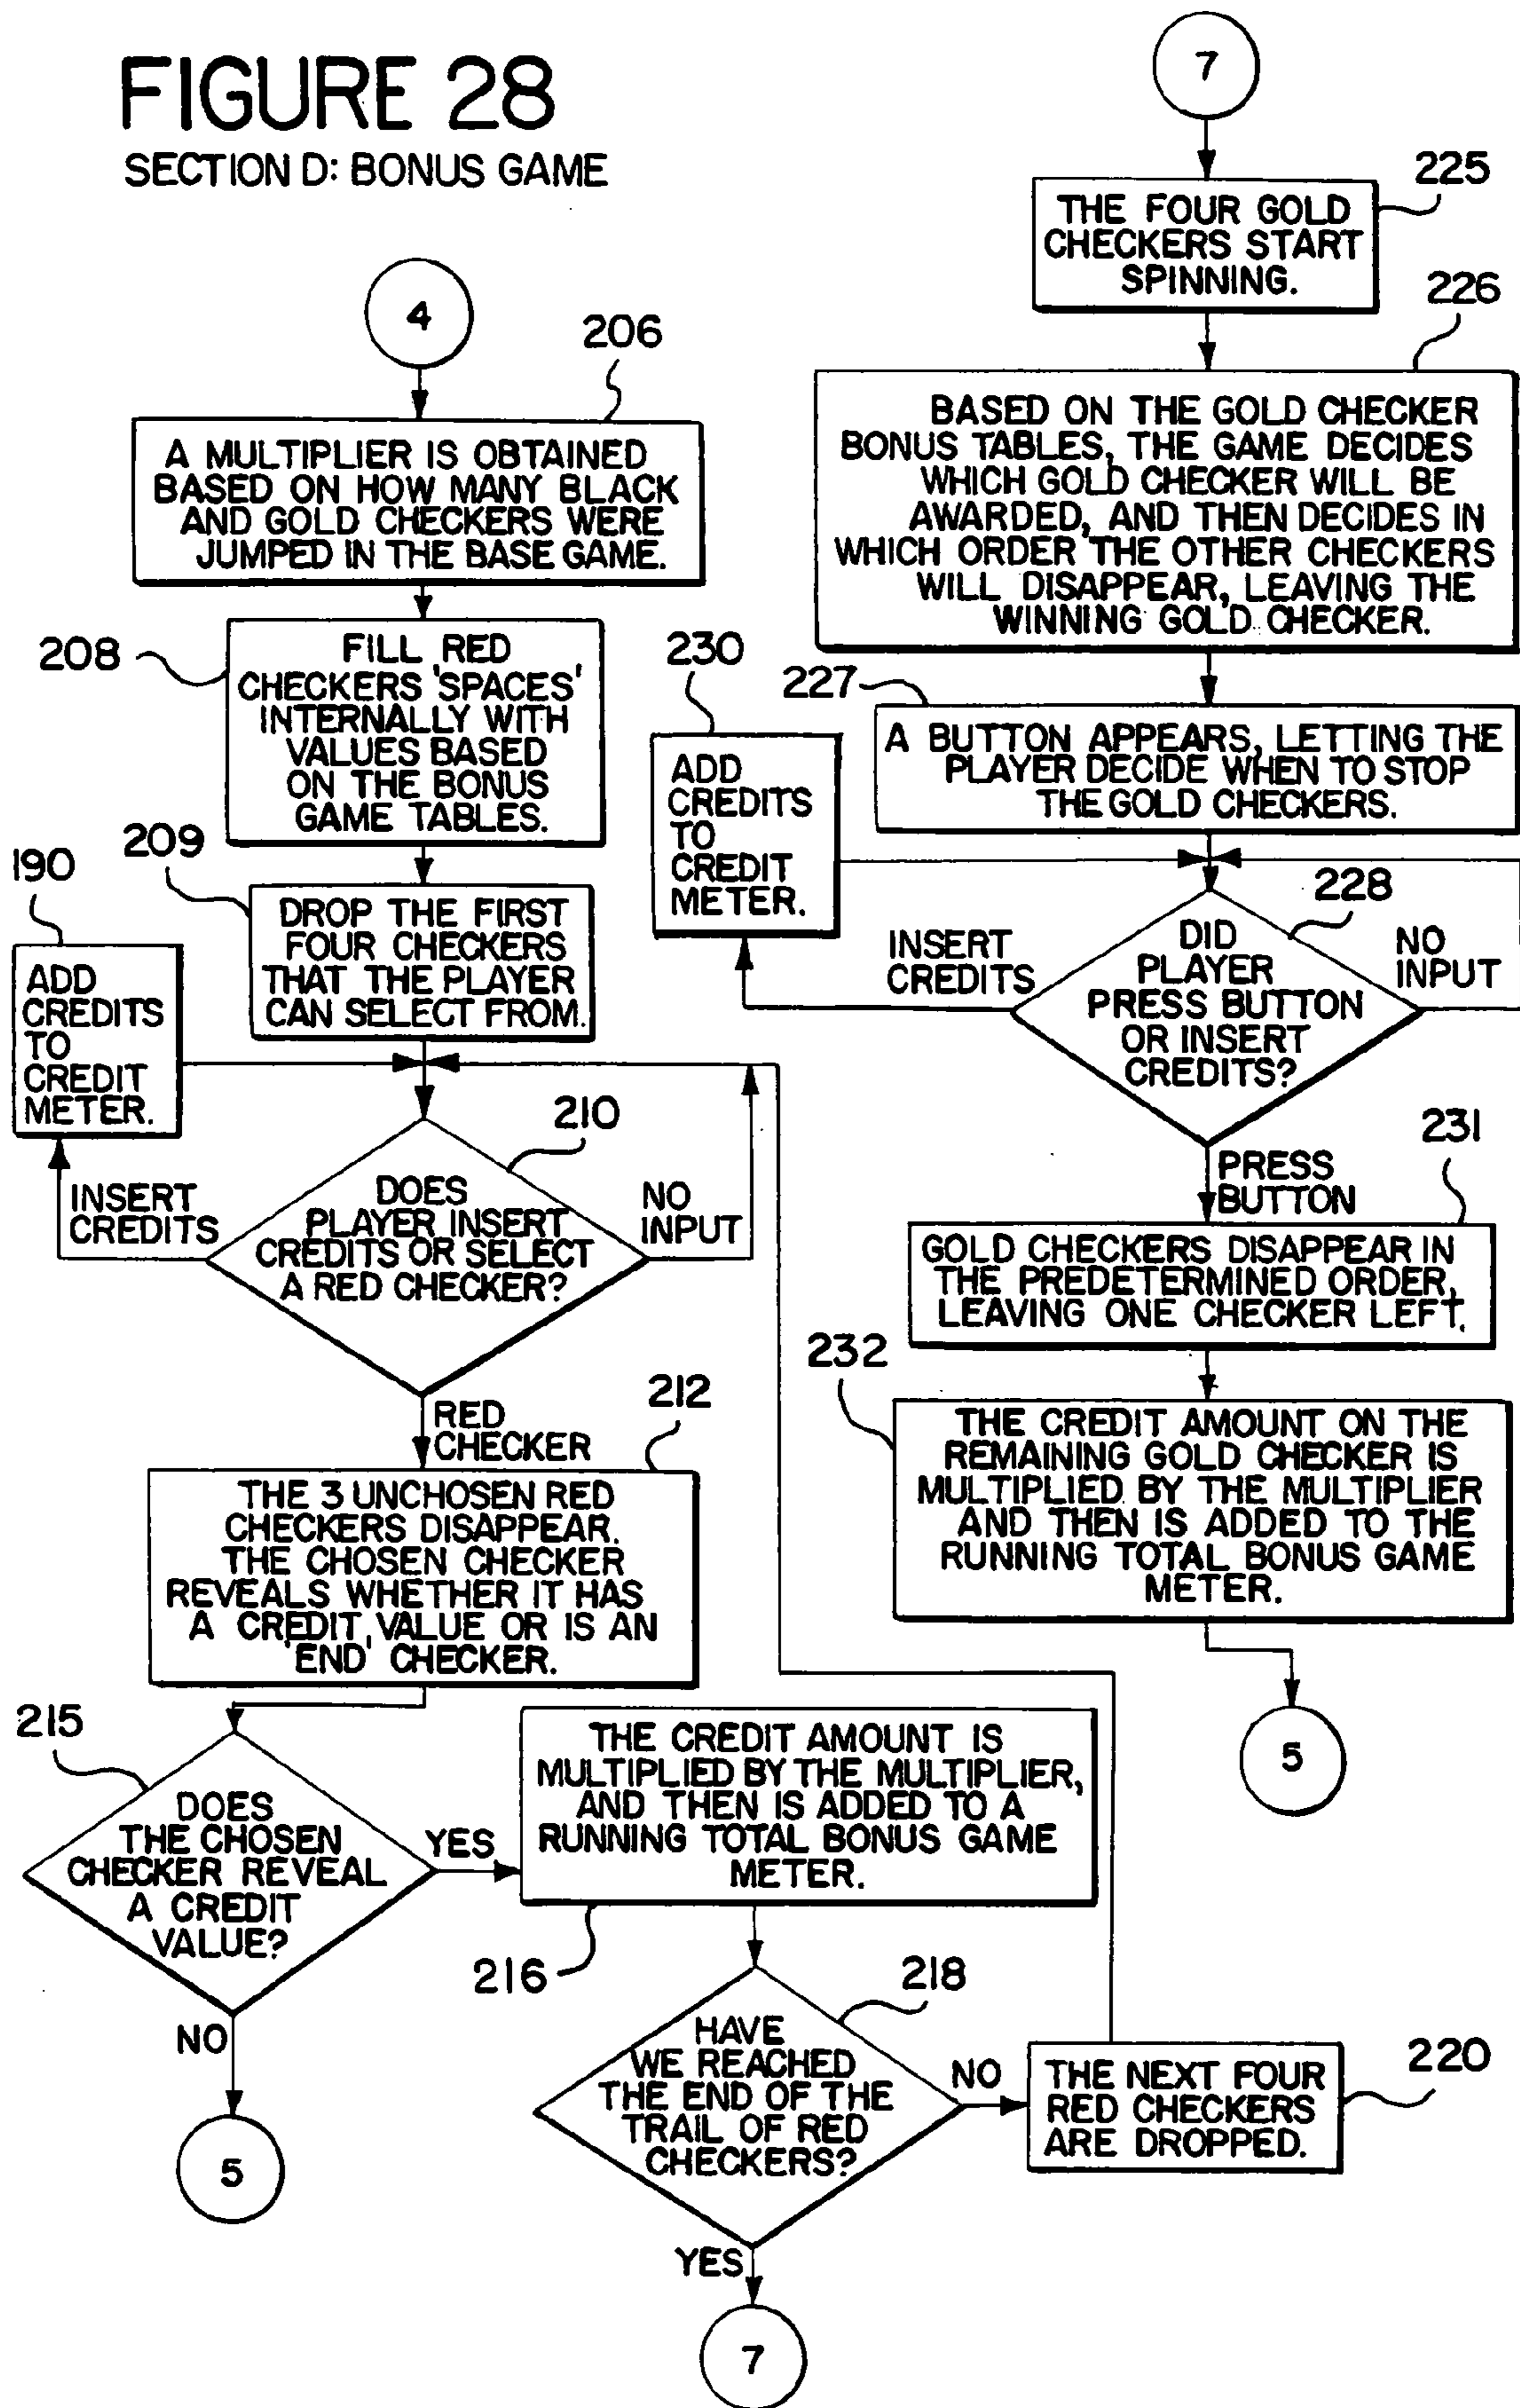 FIGURE 28
SECTION D: BONUS GAME
4
206
A MULTIPLIER IS OBTAINED
BASED ON HOW MANY BLACK
AND GOLD CHECKERS WERE
JUMPED IN THE BASE GAME.
208
FILL RED
CHECKERS 'SPACES'
INTERNALLY WITH
VALUES BASED
ON THE BONUS
GAME TABLES.
209
DROP THE FIRST
FOUR CHECKERS
THAT THE PLAYER
CAN SELECT FROM.
190
ADD
CREDITS
TO
CREDIT
METER.
210
DOES
PLAYER INSERT
CREDITS OR SELECT
A RED CHECKER?
INSERT
CREDITS
NO
INPUT
RED
CHECKER
212
THE 3 UNCHOSEN RED
CHECKERS DISAPPEAR.
THE CHOSEN CHECKER
REVEALS WHETHER IT HAS
A CREDIT VALUE OR IS AN
'END' CHECKER.
215
DOES
THE CHOSEN
CHECKER REVEAL
A CREDIT
VALUE?
YES
NO
5
THE CREDIT AMOUNT IS
MULTIPLIED BY THE MULTIPLIER,
AND THEN IS ADDED TO A
RUNNING TOTAL BONUS GAME
METER.
216
218
HAVE
WE REACHED
THE END OF THE
TRAIL OF RED
CHECKERS?
NO
THE NEXT FOUR
RED CHECKERS
ARE DROPPED.
220
YES
7
7
225
THE FOUR GOLD
CHECKERS START
SPINNING.
226
BASED ON THE GOLD CHECKER
BONUS TABLES, THE GAME DECIDES
WHICH GOLD CHECKER WILL BE
AWARDED, AND THEN DECIDES IN
WHICH ORDER THE OTHER CHECKERS
WILL DISAPPEAR, LEAVING THE
WINNING GOLD CHECKER.
227
A BUTTON APPEARS, LETTING THE
PLAYER DECIDE WHEN TO STOP
THE GOLD CHECKERS.
230
ADD
CREDITS
TO
CREDIT
METER.
228
DID
PLAYER
PRESS BUTTON
OR INSERT
CREDITS?
INSERT
CREDITS
NO
INPUT
PRESS
BUTTON
231
GOLD CHECKERS DISAPPEAR IN
THE PREDETERMINED ORDER,
LEAVING ONE CHECKER LEFT.
232
THE CREDIT AMOUNT ON THE
REMAINING GOLD CHECKER IS
MULTIPLIED BY THE MULTIPLIER
AND THEN IS ADDED TO THE
RUNNING TOTAL BONUS GAME
METER.
5